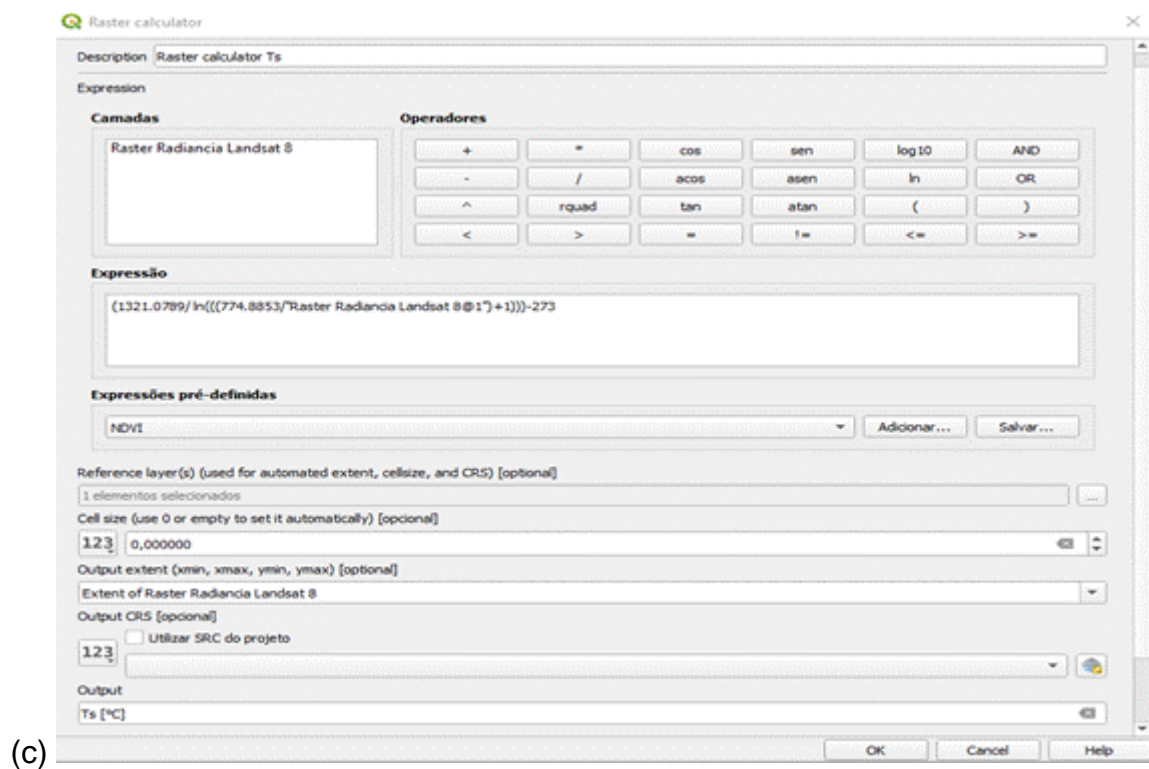 Raster calculator
Description Raster calculator Ts
Expression
Camadas
Raster Radiancia Landsat 8
Operadores
+ * cos sen log10 AND
- / acos asen ln OR
^ rquad tan atan ( )
< > = != <= >=
Expressão
(1321.0789/ln(((774.8853/"Raster Radiancia Landsat 8@1")+1)))-273
Expressões pré-definidas
NDVI Adicionar... Salvar...
Reference layer(s) (used for automated extent, cellsize, and CRS) [optional]
1 elementos selecionados ...
Cell size (use 0 or empty to set it automatically) [opcional]
123 0,000000
Output extent (xmin, xmax, ymin, ymax) [optional]
Extent of Raster Radiancia Landsat 8
Output CRS [opcional]
Utilizar SRC do projeto
123
Output
Ts [ºC]
OK Cancel Help
(c)